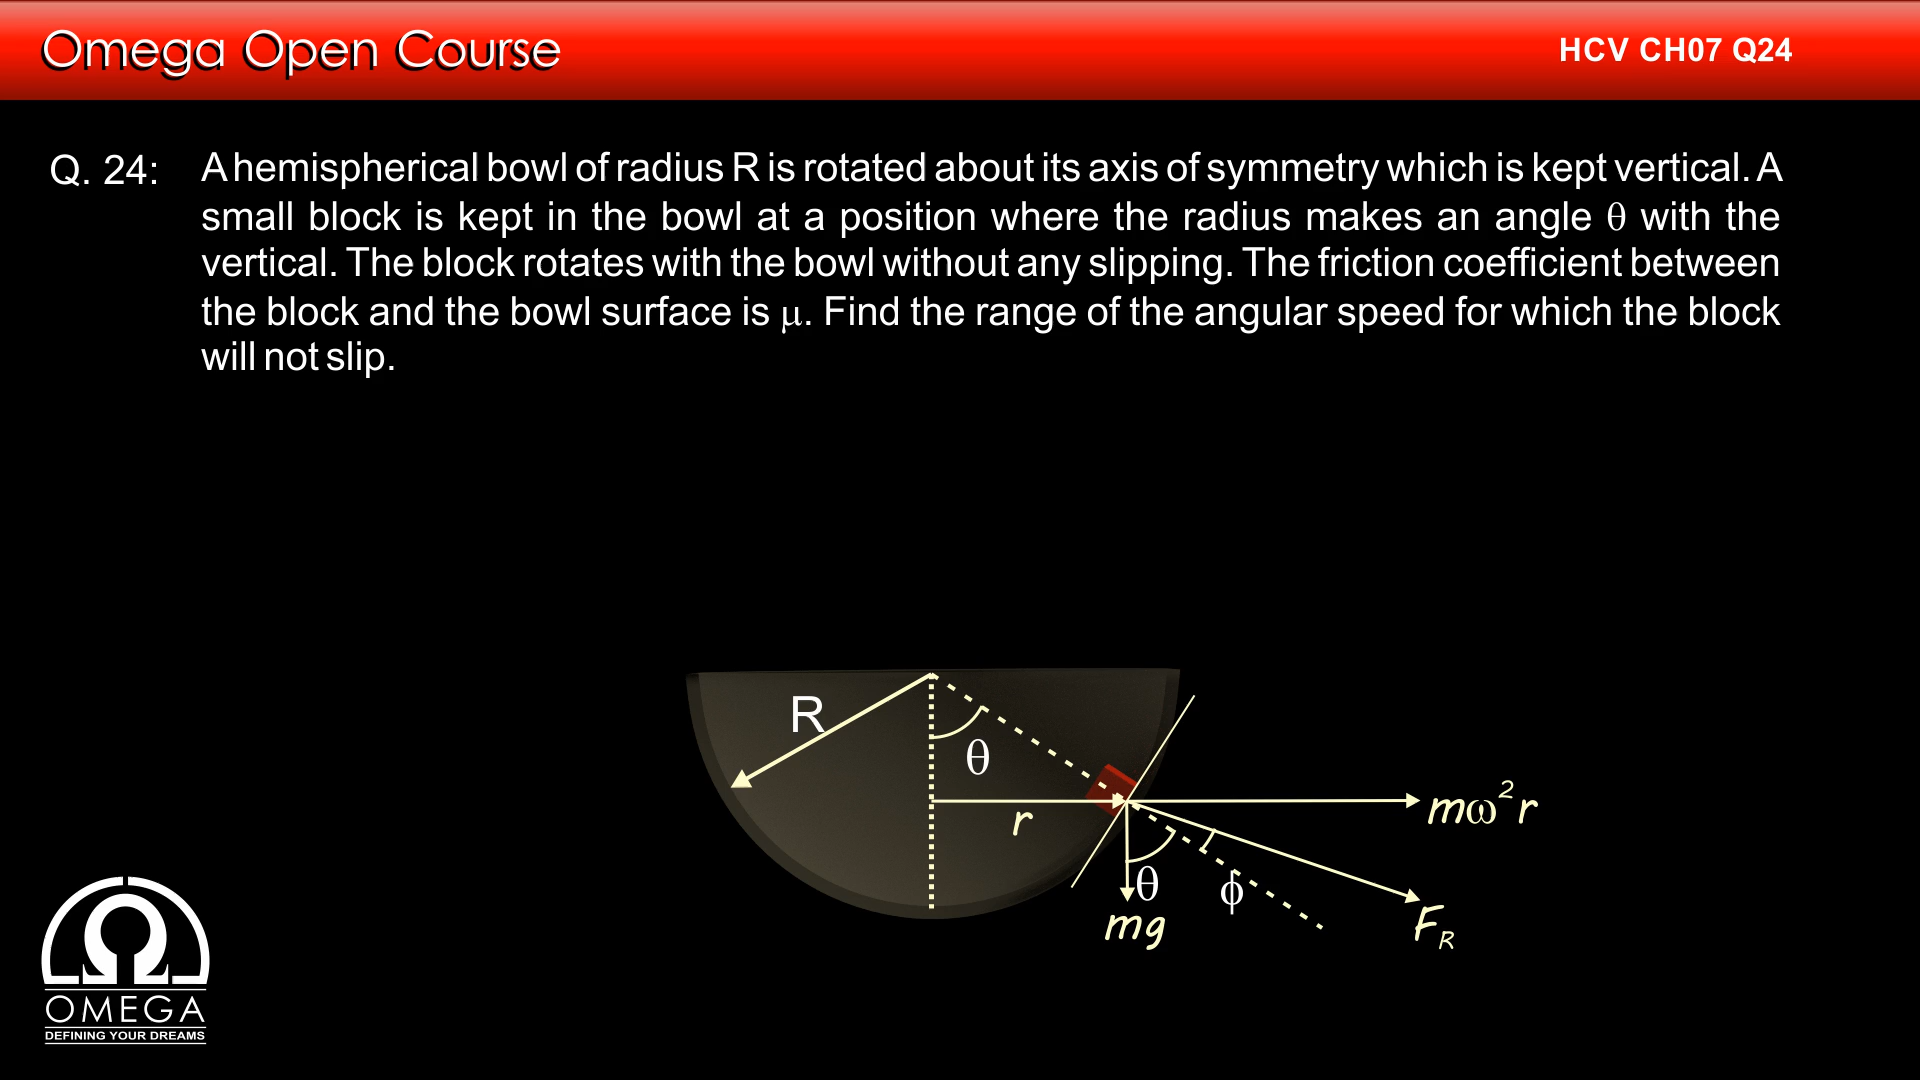 Omega Open Course
HCV CH07 Q24
Q. 24: A hemispherical bowl of radius R is rotated about its axis of symmetry which is kept vertical. A
small block is kept in the bowl at a position where the radius makes an angle θ with the
vertical. The block rotates with the bowl without any slipping. The friction coefficient between
the block and the bowl surface is μ. Find the range of the angular speed for which the block
will not slip.
R
θ
r
mω²r
θ
ϕ
mg
F_R
Ω
OMEGA
DEFINING YOUR DREAMS